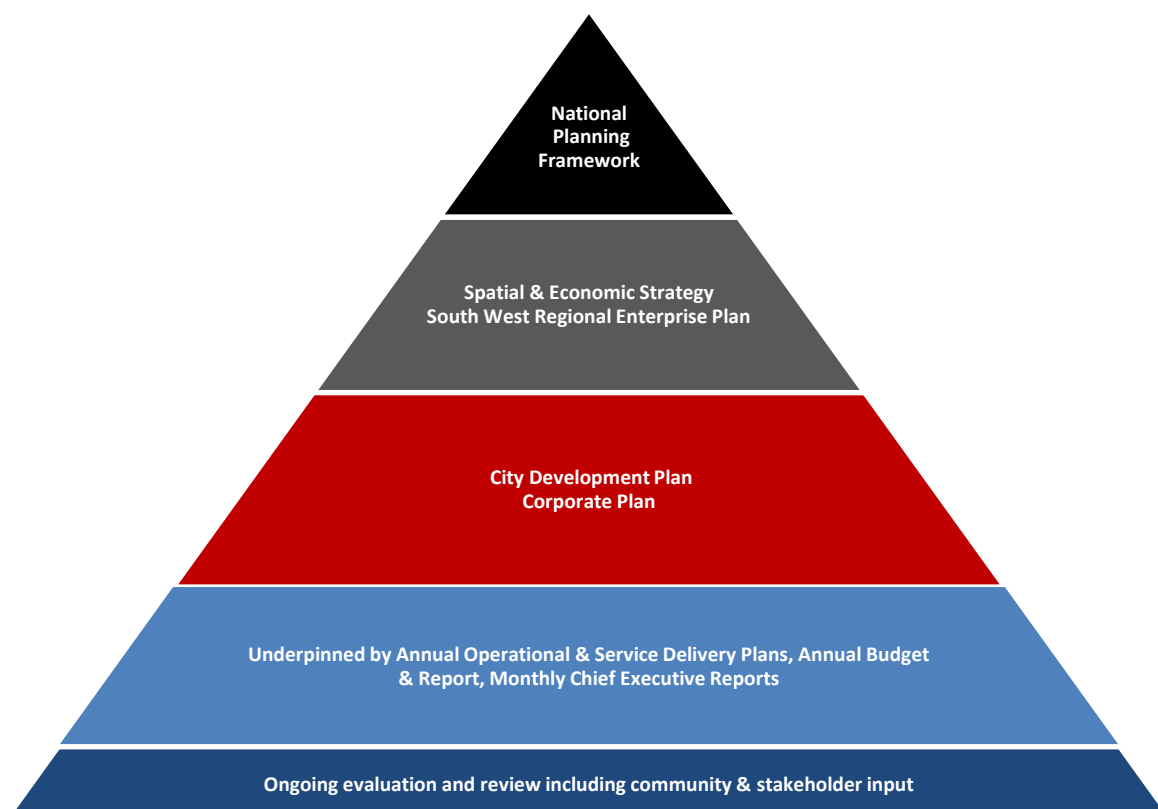 National
Planning
Framework
Spatial & Economic Strategy
South West Regional Enterprise Plan
City Development Plan
Corporate Plan
Underpinned by Annual Operational & Service Delivery Plans, Annual Budget
& Report, Monthly Chief Executive Reports
Ongoing evaluation and review including community & stakeholder input